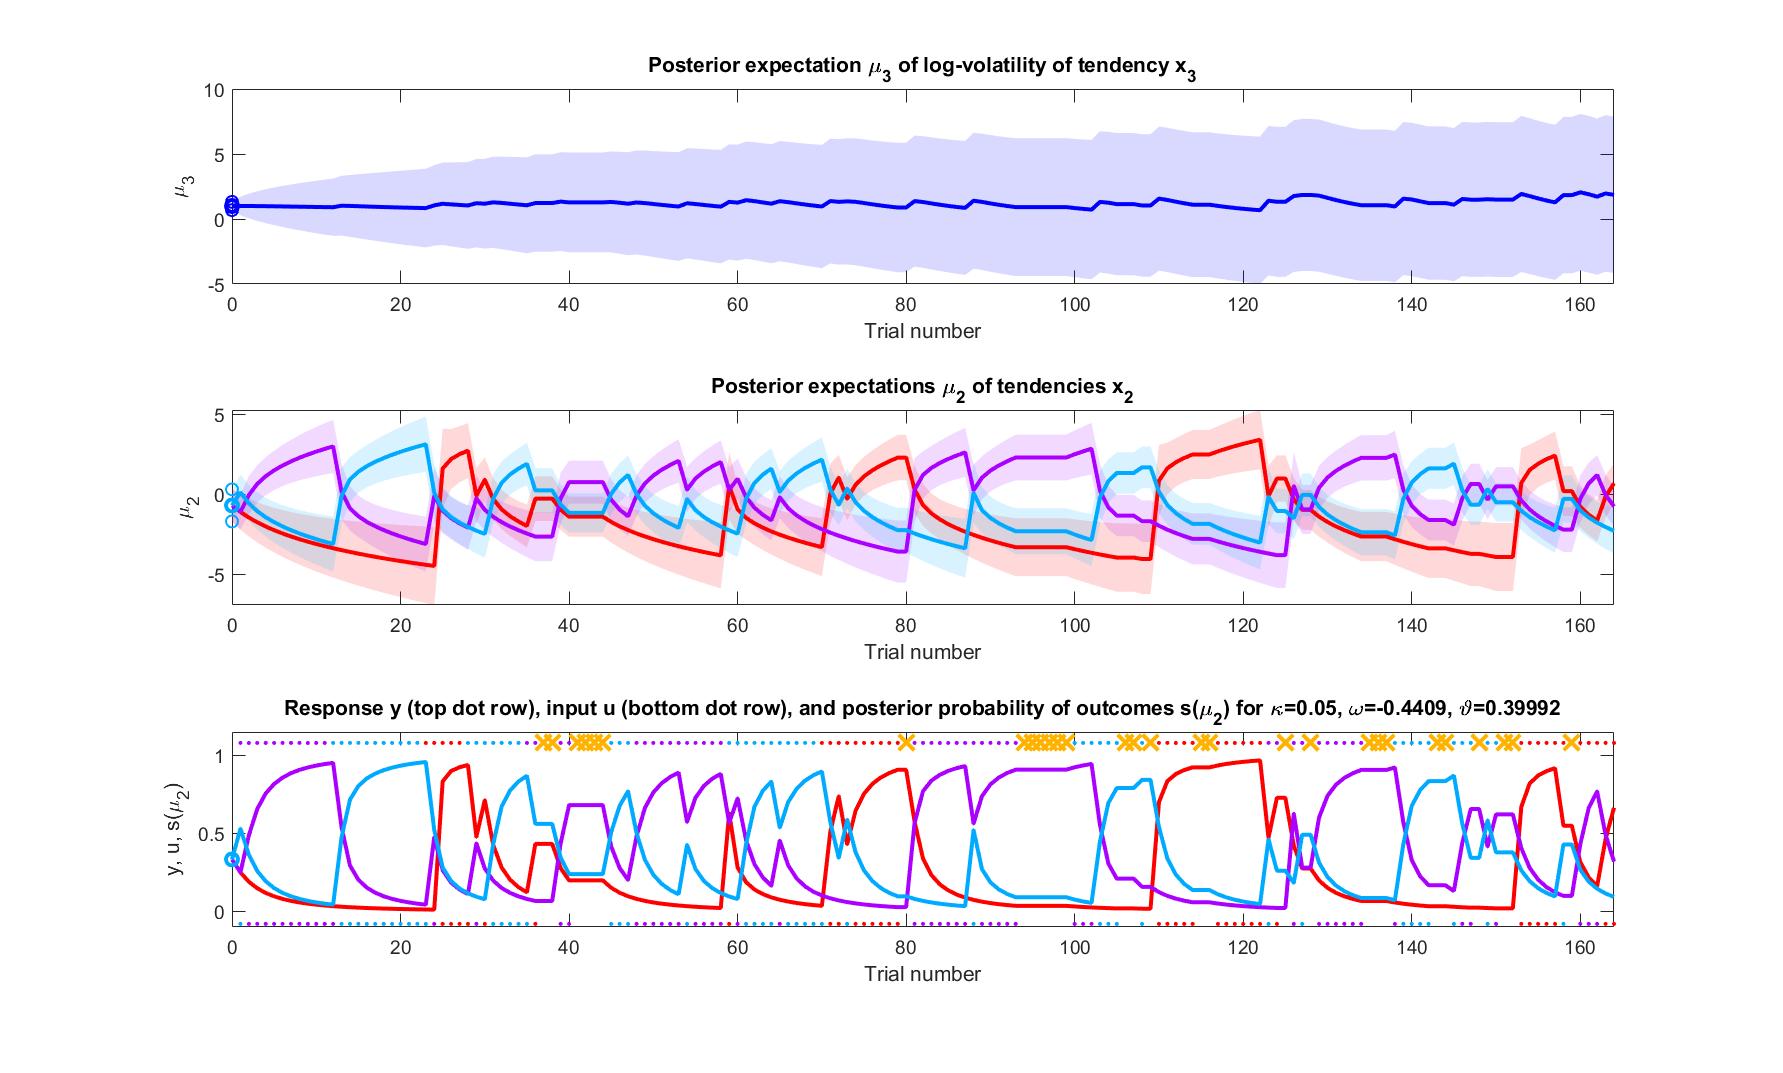 Posterior expectation μ3 of log-volatility of tendency x3
10
5
0
-5
μ3
0 20 40 60 80 100 120 140 160
Trial number
Posterior expectations μ2 of tendencies x2
5
0
-5
μ2
0 20 40 60 80 100 120 140 160
Trial number
Response y (top dot row), input u (bottom dot row), and posterior probability of outcomes s(μ2) for κ=0.05, ω=-0.4409, ϑ=0.39992
1
0.5
0
y, u, s(μ2)
0 20 40 60 80 100 120 140 160
Trial number